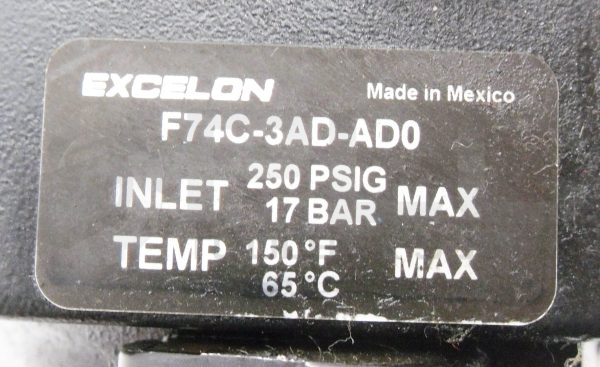 EXCELON Made in Mexico
F74C-3AD-AD0
INLET 250 PSIG MAX
17 BAR
TEMP 150°F MAX
65°C